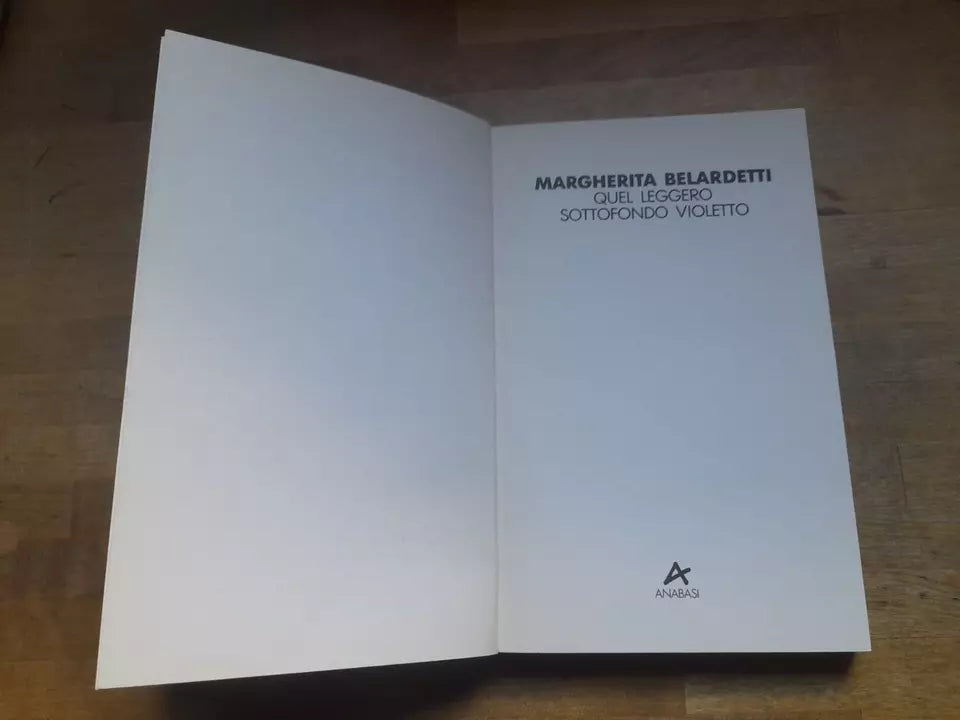 MARGHERITA BELARDETTI
QUEL LEGGERO
SOTTOFONDO VIOLETTO
ANABASI